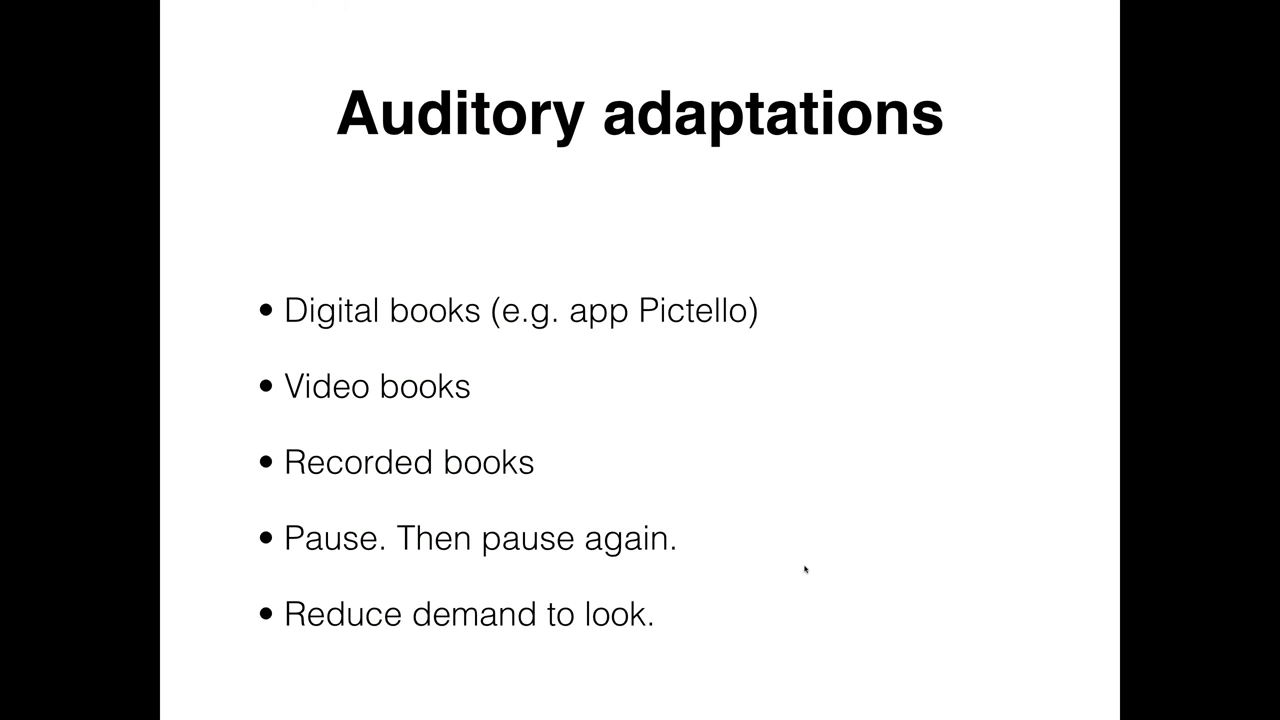 Auditory adaptations
• Digital books (e.g. app Pictello)
• Video books
• Recorded books
• Pause. Then pause again.
• Reduce demand to look.